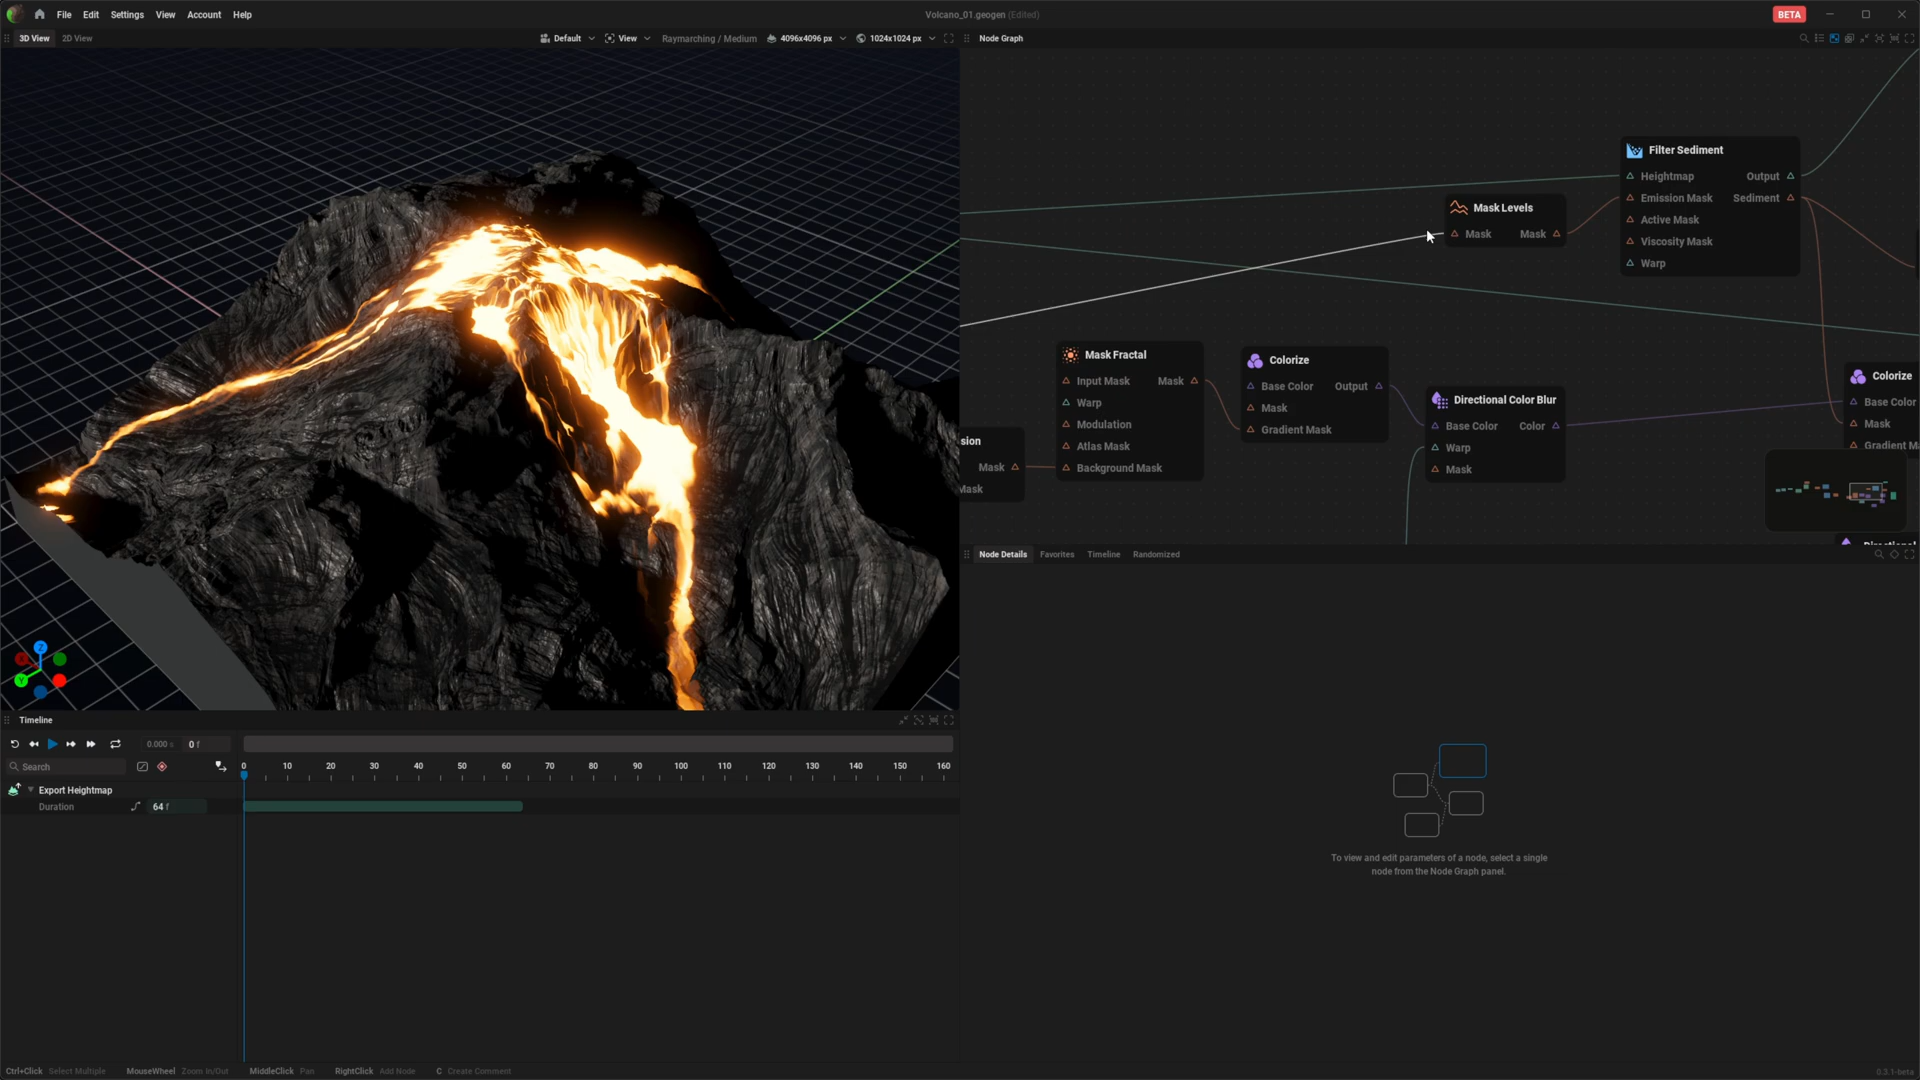 File Edit Settings View Account Help
Volcano_01.geogen (Edited)
BETA
3D View 2D View
Default View Raymarching / Medium 4096x4096 px 1024x1024 px
Node Graph
Filter Sediment
Heightmap Output
Emission Mask Sediment
Active Mask
Viscosity Mask
Warp
Mask Levels
Mask Mask
Mask Fractal
Input Mask Mask
Warp
Modulation
Atlas Mask
Background Mask
Colorize
Base Color Output
Mask
Gradient Mask
Directional Color Blur
Base Color Color
Warp
Mask
Colorize
Base Color
Mask
Gradient M
sion
Mask
Mask
Node Details Favorites Timeline Randomized
To view and edit parameters of a node, select a single
node from the Node Graph panel.
X
Y
Z
Timeline
0.000 s 0 f
Search
0 10 20 30 40 50 60 70 80 90 100 110 120 130 140 150 160
Export Heightmap
Duration 64 f
Ctrl+Click Select Multiple MouseWheel Zoom In/Out MiddleClick Pan RightClick Add Node C Create Comment
0.3.1-beta